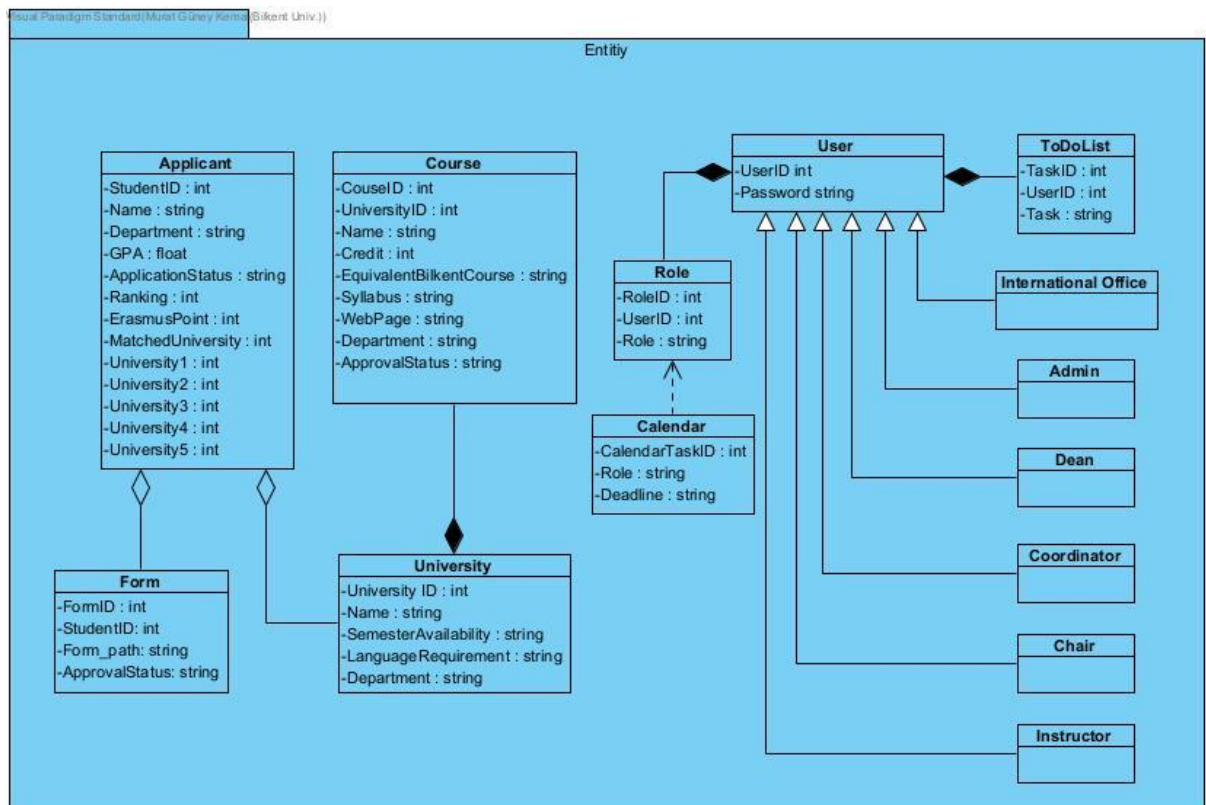 Visual Paradigm Standard(Murat Güney Kema(Bilkent Univ.))
Entitiy
Applicant
-StudentID : int
-Name : string
-Department : string
-GPA : float
-ApplicationStatus : string
-Ranking : int
-ErasmusPoint : int
-MatchedUniversity : int
-University1 : int
-University2 : int
-University3 : int
-University4 : int
-University5 : int
Course
-CouseID : int
-UniversityID : int
-Name : string
-Credit : int
-EquivalentBilkentCourse : string
-Syllabus : string
-WebPage : string
-Department : string
-ApprovalStatus : string
Form
-FormID : int
-StudentID: int
-Form_path: string
-ApprovalStatus: string
University
-University ID : int
-Name : string
-SemesterAvailability : string
-LanguageRequirement : string
-Department : string
User
-UserID int
-Password string
ToDoList
-TaskID : int
-UserID : int
-Task : string
Role
-RoleID : int
-UserID : int
-Role : string
Calendar
-CalendarTaskID : int
-Role : string
-Deadline : string
International Office
Admin
Dean
Coordinator
Chair
Instructor